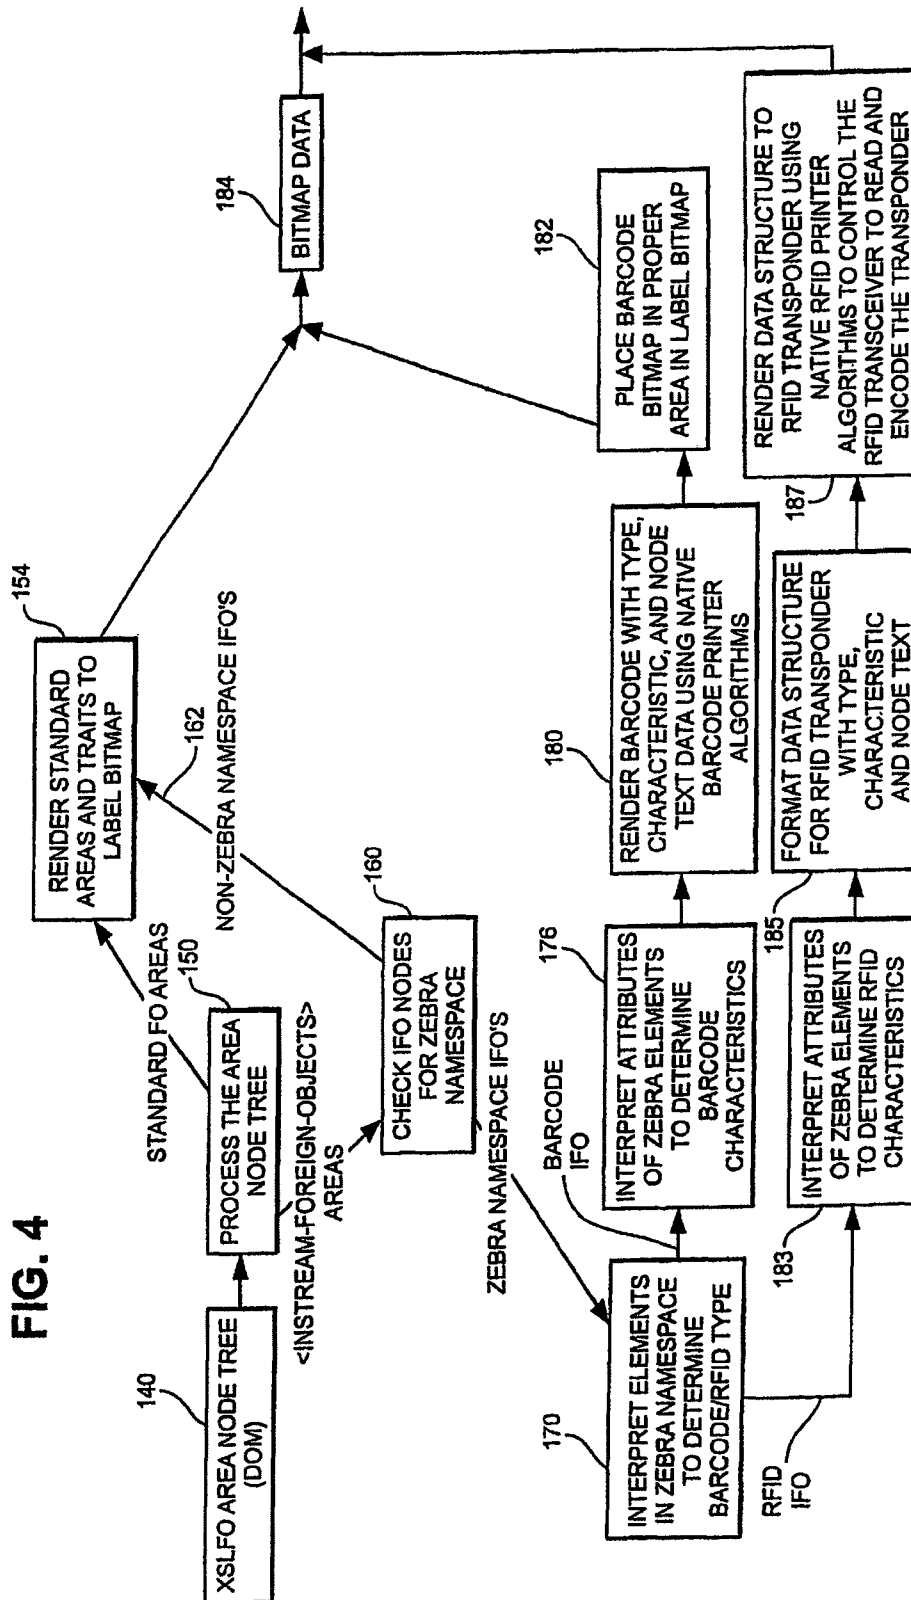 FIG. 4
140
XSLFO AREA NODE TREE
(DOM)
150
PROCESS THE AREA
NODE TREE
STANDARD FO AREAS
<INSTREAM-FOREIGN-OBJECTS>
AREAS
154
RENDER STANDARD
AREAS AND TRAITS TO
LABEL BITMAP
162
NON-ZEBRA NAMESPACE IFO'S
160
CHECK IFO NODES
FOR ZEBRA
NAMESPACE
ZEBRA NAMESPACE IFO'S
170
INTERPRET ELEMENTS
IN ZEBRA NAMESPACE
TO DETERMINE
BARCODE/RFID TYPE
BARCODE
IFO
RFID
IFO
176
INTERPRET ATTRIBUTES
OF ZEBRA ELEMENTS
TO DETERMINE
BARCODE
CHARACTERISTICS
180
RENDER BARCODE WITH TYPE,
CHARACTERISTIC, AND NODE
TEXT DATA USING NATIVE
BARCODE PRINTER
ALGORITHMS
182
PLACE BARCODE
BITMAP IN PROPER
AREA IN LABEL BITMAP
184
BITMAP DATA
183
INTERPRET ATTRIBUTES
OF ZEBRA ELEMENTS
TO DETERMINE RFID
CHARACTERISTICS
185
FORMAT DATA STRUCTURE
FOR RFID TRANSPONDER
WITH TYPE,
CHARACTERISTIC
AND NODE TEXT
187
RENDER DATA STRUCTURE TO
RFID TRANSPONDER USING
NATIVE RFID PRINTER
ALGORITHMS TO CONTROL THE
RFID TRANSCEIVER TO READ AND
ENCODE THE TRANSPONDER